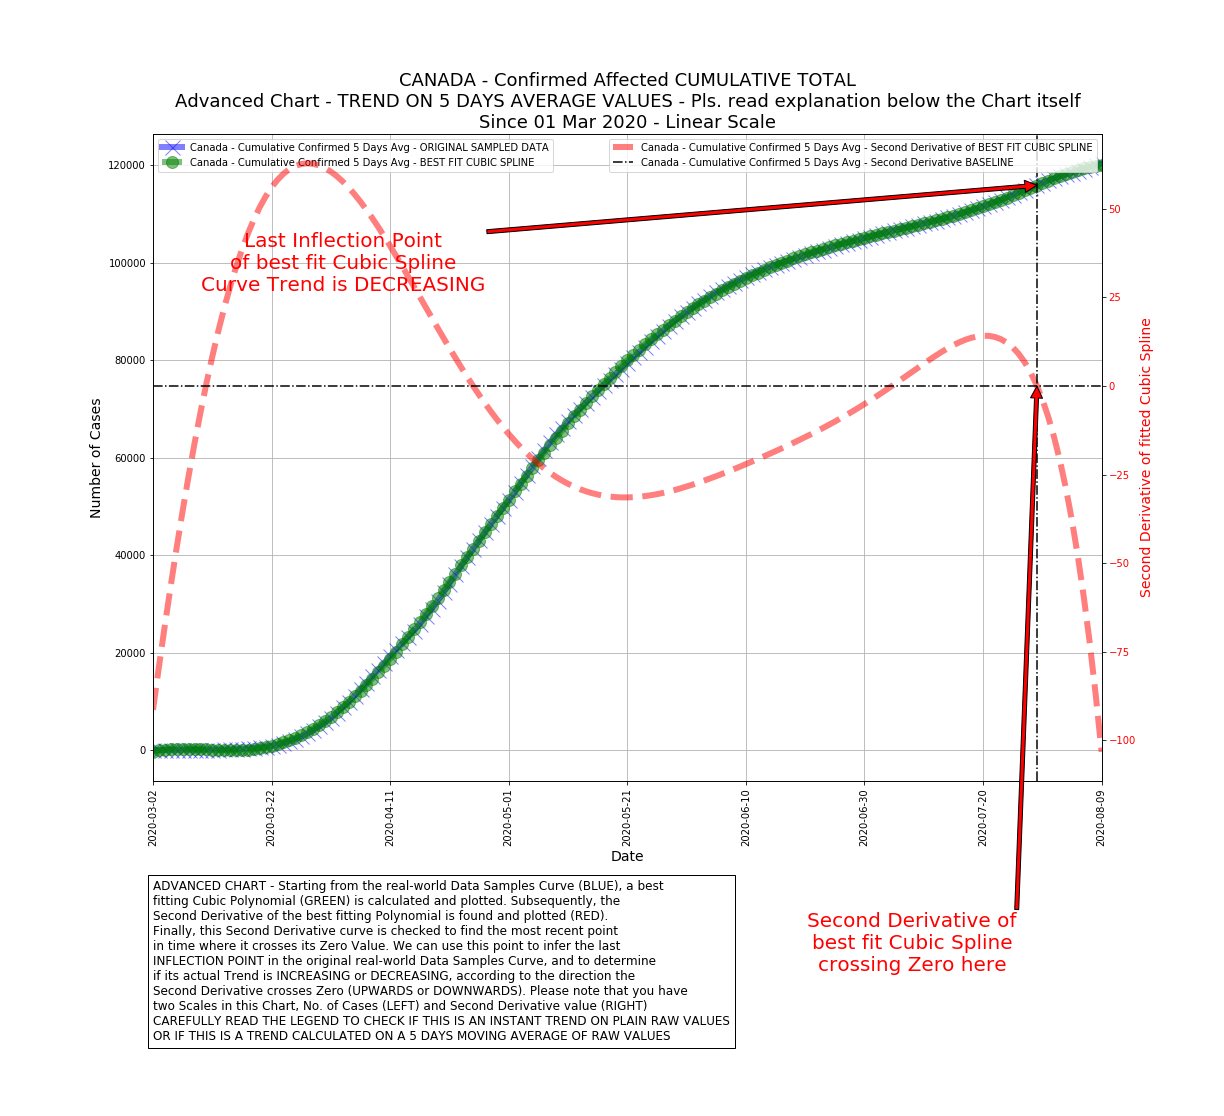 CANADA - Confirmed Affected CUMULATIVE TOTAL
Advanced Chart - TREND ON 5 DAYS AVERAGE VALUES - Pls. read explanation below the Chart itself
Since 01 Mar 2020 - Linear Scale
Canada - Cumulative Confirmed 5 Days Avg - ORIGINAL SAMPLED DATA
Canada - Cumulative Confirmed 5 Days Avg - BEST FIT CUBIC SPLINE
Canada - Cumulative Confirmed 5 Days Avg - Second Derivative of BEST FIT CUBIC SPLINE
Canada - Cumulative Confirmed 5 Days Avg - Second Derivative BASELINE
Last Inflection Point
of best fit Cubic Spline
Curve Trend is DECREASING
Number of Cases
120000
100000
80000
60000
40000
20000
0
50
25
0
−25
−50
−75
−100
Second Derivative of fitted Cubic Spline
2020-03-02
2020-03-22
2020-04-11
2020-05-01
2020-05-21
2020-06-10
2020-06-30
2020-07-20
2020-08-09
Date
ADVANCED CHART - Starting from the real-world Data Samples Curve (BLUE), a best
fitting Cubic Polynomial (GREEN) is calculated and plotted. Subsequently, the
Second Derivative of the best fitting Polynomial is found and plotted (RED).
Finally, this Second Derivative curve is checked to find the most recent point
in time where it crosses its Zero Value. We can use this point to infer the last
INFLECTION POINT in the original real-world Data Samples Curve, and to determine
if its actual Trend is INCREASING or DECREASING, according to the direction the
Second Derivative crosses Zero (UPWARDS or DOWNWARDS). Please note that you have
two Scales in this Chart, No. of Cases (LEFT) and Second Derivative value (RIGHT)
CAREFULLY READ THE LEGEND TO CHECK IF THIS IS AN INSTANT TREND ON PLAIN RAW VALUES
OR IF THIS IS A TREND CALCULATED ON A 5 DAYS MOVING AVERAGE OF RAW VALUES
Second Derivative of
best fit Cubic Spline
crossing Zero here